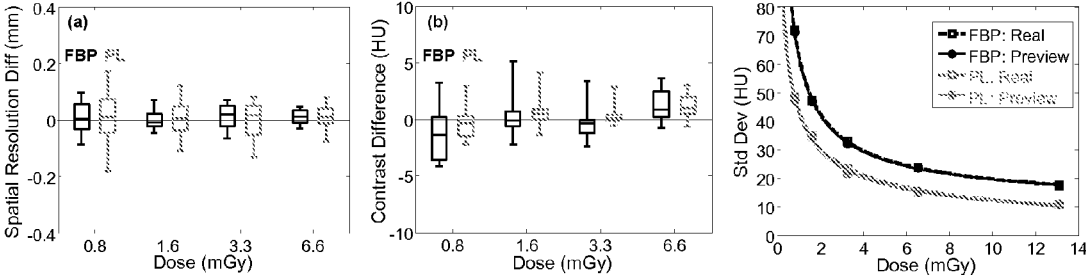 (a)
FBP PL
Spatial Resolution Diff (mm)
0.4
0.2
0
-0.2
-0.4
0.8 1.6 3.3 6.6
Dose (mGy)
(b)
FBP PL
Contrast Difference (HU)
10
5
0
-5
-10
0.8 1.6 3.3 6.6
Dose (mGy)
Std Dev (HU)
80
70
60
50
40
30
20
10
0
0 2 4 6 8 10 12 14
Dose (mGy)
FBP: Real
FBP: Preview
PL: Real
PL: Preview